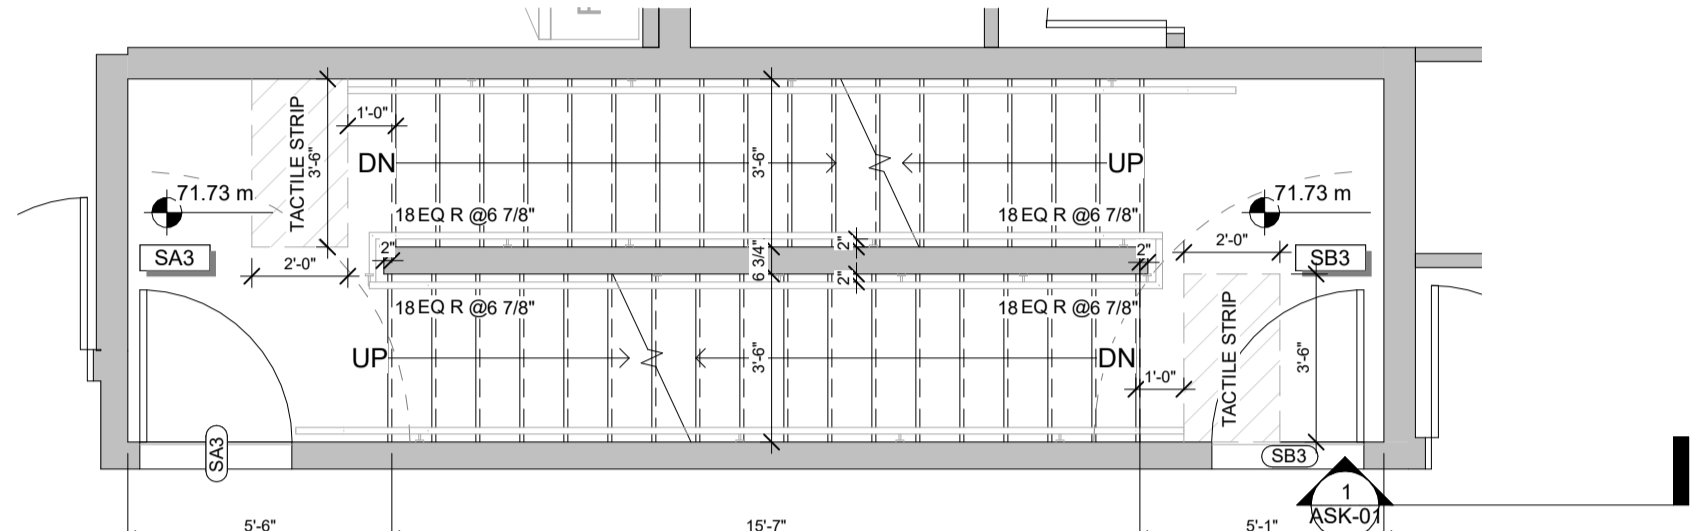 TACTILE STRIP
3'-6"
1'-0"
DN
3'-6"
UP
71.73 m
71.73 m
18 EQ R @6 7/8"
18 EQ R @6 7/8"
SA3
2'-0"
2"
6 3/4"
2"
2"
2"
2'-0"
SB3
18 EQ R @6 7/8"
18 EQ R @6 7/8"
UP
3'-6"
DN
1'-0"
TACTILE STRIP
3'-6"
SA3
SB3
1
ASK-01
5'-6"
15'-7"
5'-1"